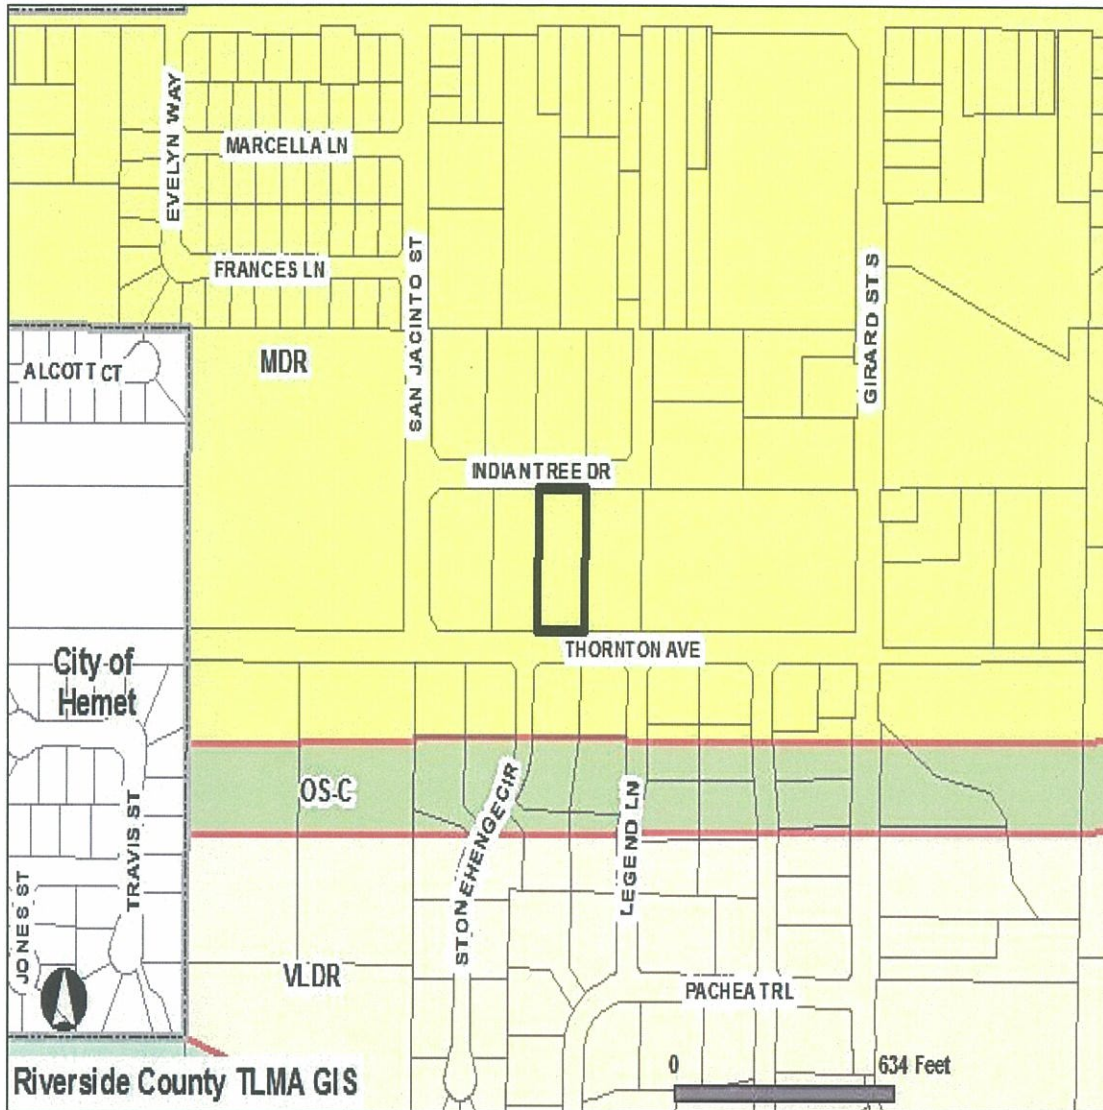 EVELYN WAY
MARCELLA LN
FRANCES LN
SAN JACINTO ST
GIRARD ST S
ALCOTT CT
MDR
INDIAN TREE DR
THORNTON AVE
City of
Hemet
OS-C
TRAVIS ST
JONES ST
STONEHENGE CIR
LEGEND LN
VLDR
PACHEA TRL
0
634 Feet
Riverside County TLMA GIS